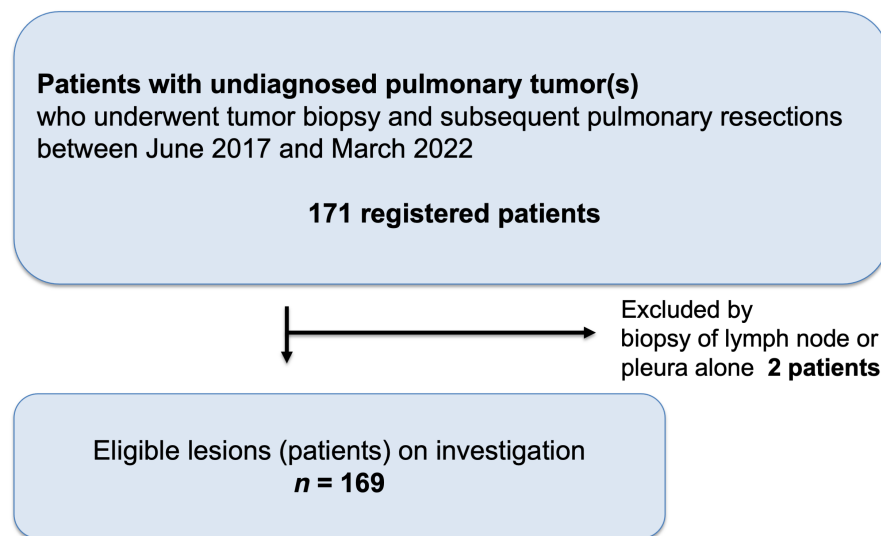 Patients with undiagnosed pulmonary tumor(s)
who underwent tumor biopsy and subsequent pulmonary resections
between June 2017 and March 2022
171 registered patients
Excluded by
biopsy of lymph node or
pleura alone 2 patients
Eligible lesions (patients) on investigation
n = 169